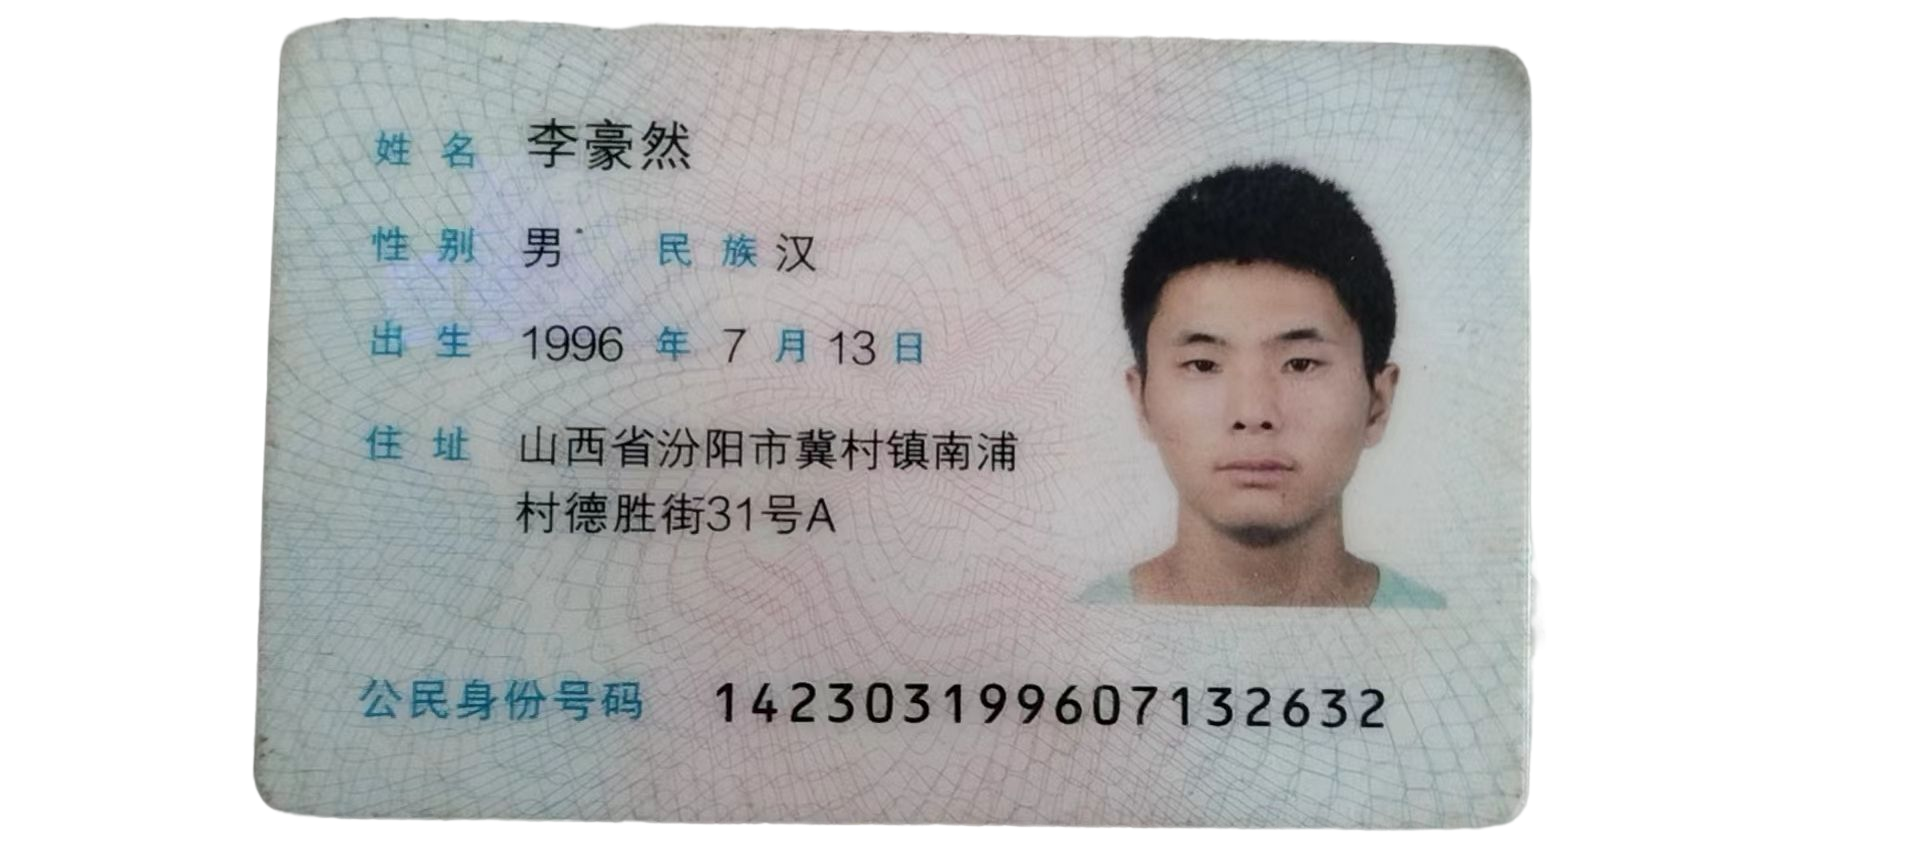 姓名 李豪然
性别 男 民族 汉
出生 1996 年 7 月 13 日
住址 山西省汾阳市冀村镇南浦
村德胜街31号A
公民身份号码 142303199607132632